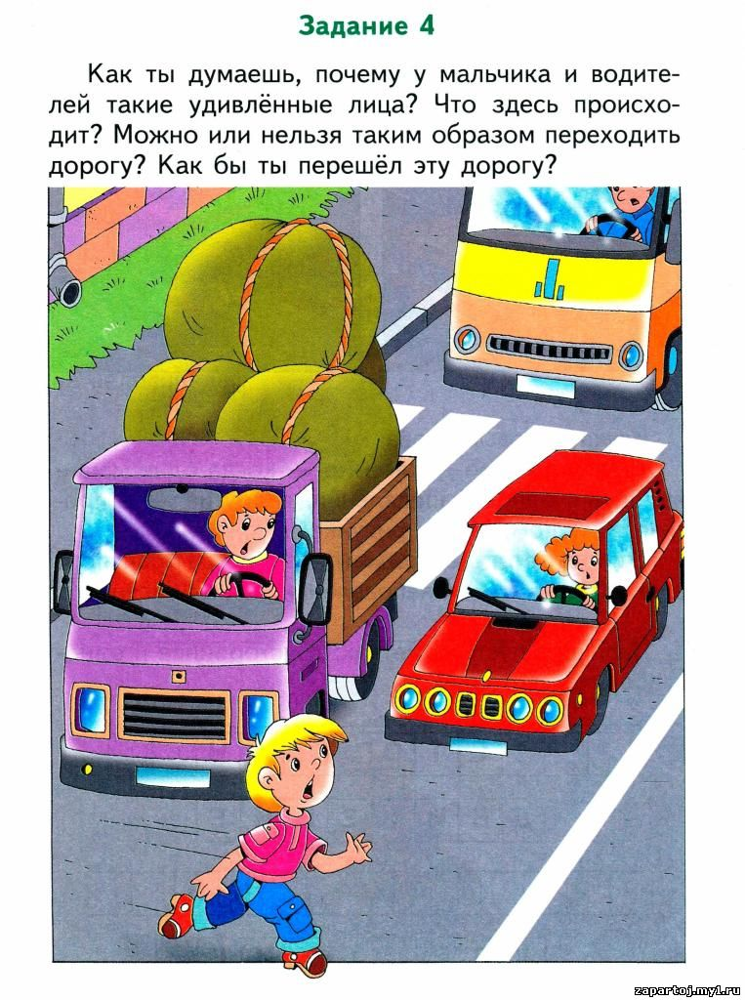 Задание 4
Как ты думаешь, почему у мальчика и водите-
лей такие удивлённые лица? Что здесь происхо-
дит? Можно или нельзя таким образом переходить
дорогу? Как бы ты перешёл эту дорогу?
zapartoj.my1.ru